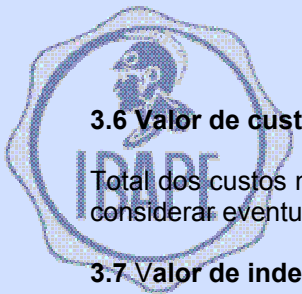 3.6 Valor de cust
Total dos custos
considerar eventu
3.7 Valor de inde
IBAPE